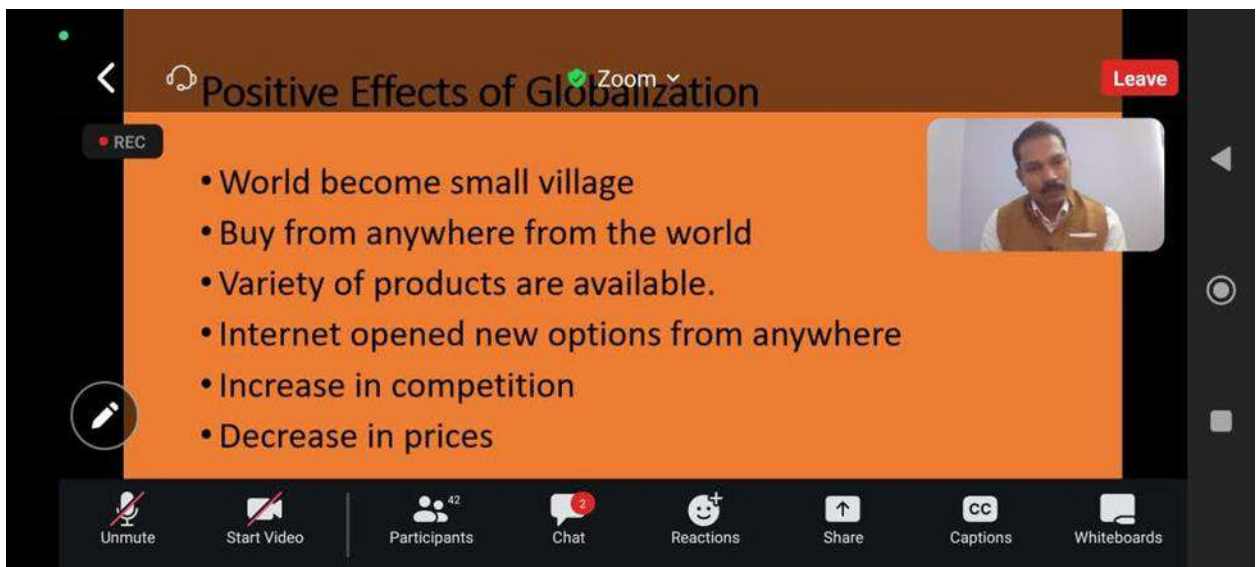 Zoom
Positive Effects of Globalization
Leave
REC
• World become small village
• Buy from anywhere from the world
• Variety of products are available.
• Internet opened new options from anywhere
• Increase in competition
• Decrease in prices
42
2
CC
Unmute
Start Video
Participants
Chat
Reactions
Share
Captions
Whiteboards